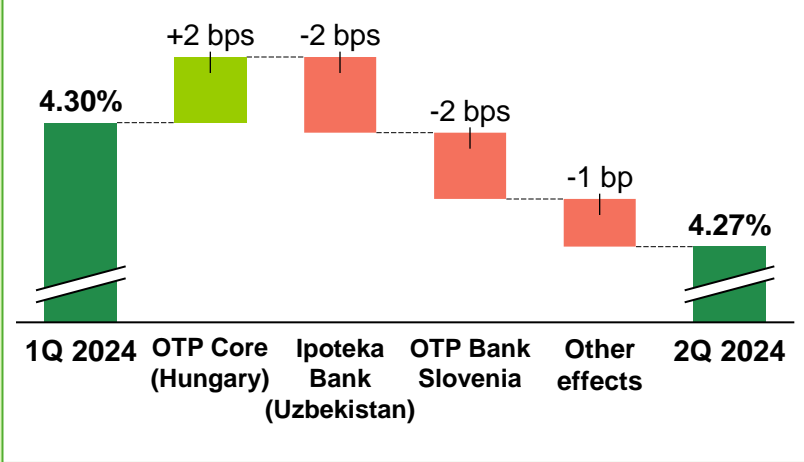 +2 bps
-2 bps
4.30%
-2 bps
-1 bp
4.27%
1Q 2024
OTP Core
(Hungary)
Ipoteka
Bank
(Uzbekistan)
OTP Bank
Slovenia
Other
effects
2Q 2024